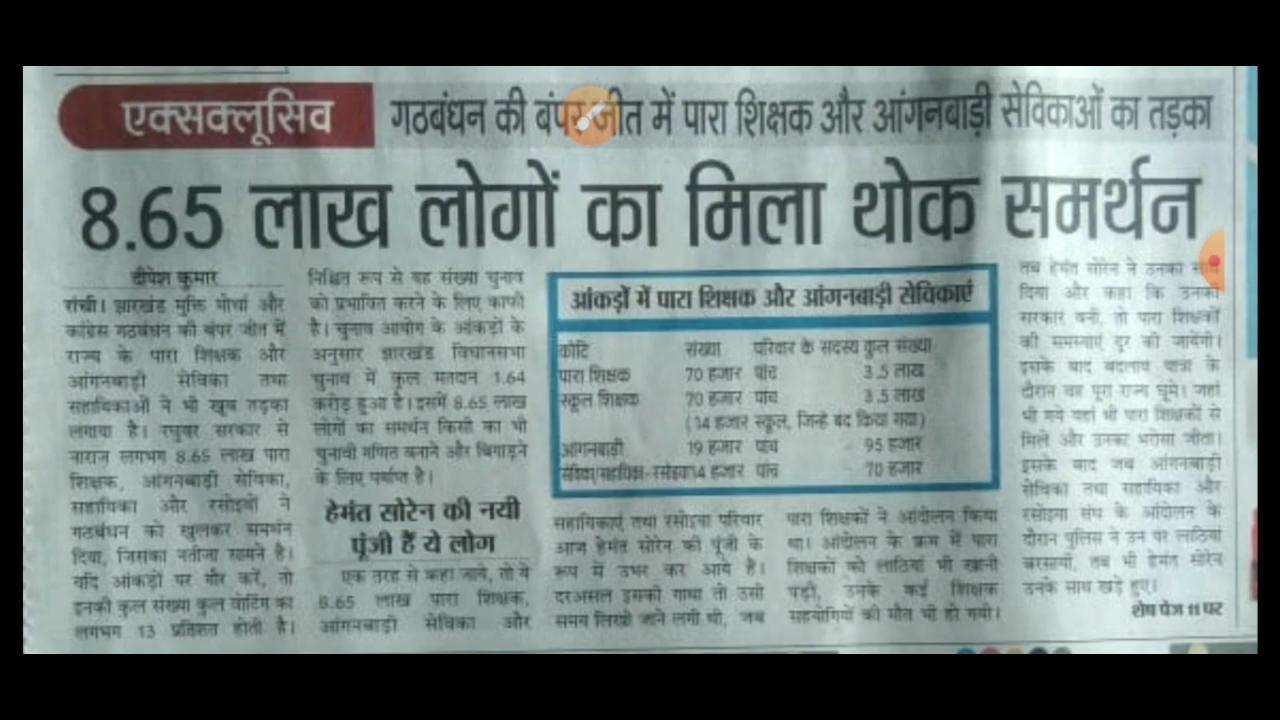 एक्सक्लूसिव
गठबंधन की बंपर जीत में पारा शिक्षक और आंगनबाड़ी सेविकाओं का तड़का
8.65 लाख लोगों का मिला थोक समर्थन
दीपेश कुमार
रांची। झारखंड मुक्ति मोर्चा और
कांग्रेस गठबंधन की बंपर जीत में
राज्य के पारा शिक्षक और
आंगनबाड़ी सेविका तथा
सहायिकाओं ने भी खूब तड़का
लगाया है। रघुवर सरकार से
नाराज लगभग 8.65 लाख पारा
शिक्षक, आंगनबाड़ी सेविका,
सहायिका और रसोइयों ने
गठबंधन को खुलकर समर्थन
दिया, जिसका नतीजा सामने है।
यदि आंकड़ों पर गौर करें, तो
इनकी कुल संख्या कुल वोटिंग का
लगभग 13 प्रतिशत होती है।
निश्चित रूप से यह संख्या चुनाव
को प्रभावित करने के लिए काफी
है। चुनाव आयोग के आंकड़ों के
अनुसार झारखंड विधानसभा
चुनाव में कुल मतदान 1.64
करोड़ हुआ है। इसमें 8.65 लाख
लोगों का समर्थन किसी का भी
चुनावी गणित बनाने और बिगाड़ने
के लिए पर्याप्त है।
हेमंत सोरेन की नयी
पूंजी हैं ये लोग
एक तरह से कहा जाये, तो ये
8.65 लाख पारा शिक्षक,
आंगनबाड़ी सेविका और
आंकड़ों में पारा शिक्षक और आंगनबाड़ी सेविकाएं
कोटि संख्या परिवार के सदस्य कुल संख्या
पारा शिक्षक 70 हजार पांच 3.5 लाख
स्कूल शिक्षक 70 हजार पांच 3.5 लाख
(14 हजार स्कूल, जिन्हें बंद किया गया)
आंगनबाड़ी 19 हजार पांच 95 हजार
सेविका/सहायिका-रसोइया 14 हजार पांच 70 हजार
सहायिकाएं तथा रसोइया परिवार
आज हेमंत सोरेन की पूंजी के
रूप में उभर कर आये हैं।
दरअसल इसकी गाथा तो उसी
समय लिखी जाने लगी थी, जब
पारा शिक्षकों ने आंदोलन किया
था। आंदोलन के क्रम में पारा
शिक्षकों को लाठियां भी खानी
पड़ी, उनके कई शिक्षक
सहयोगियों की मौत भी हो गयी।
तब हेमंत सोरेन ने उनका साथ
दिया और कहा कि उनकी
सरकार बनी, तो पारा शिक्षकों
की समस्याएं दूर की जायेंगी।
इसके बाद बदलाव यात्रा के
दौरान वह पूरा राज्य घूमे। जहां
भी गये वहां भी पारा शिक्षकों से
मिले और उनका भरोसा जीता।
इसके बाद जब आंगनबाड़ी
सेविका तथा सहायिका और
रसोइया संघ के आंदोलन के
दौरान पुलिस ने उन पर लाठियां
बरसायीं, तब भी हेमंत सोरेन
उनके साथ खड़े हुए।
शेष पेज 11 पर